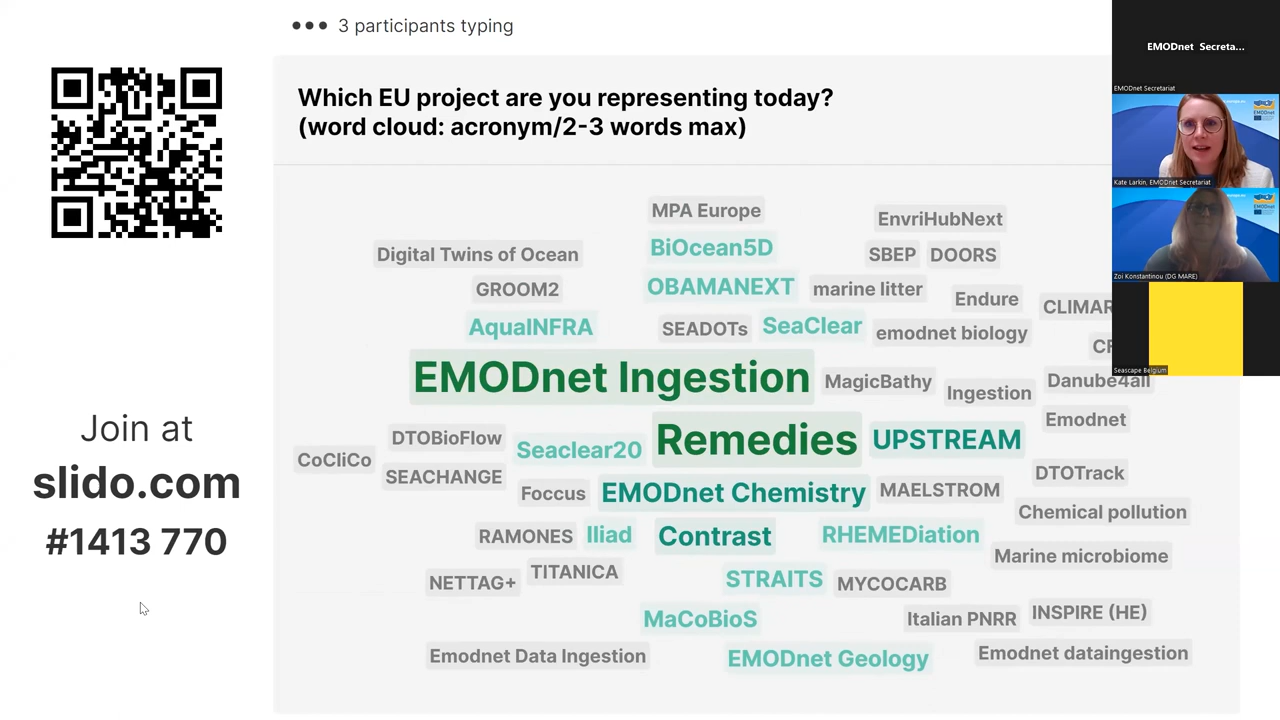 3 participants typing
Which EU project are you representing today?
(word cloud: acronym/2-3 words max)
Join at
slido.com
#1413 770
MPA Europe
EnvriHubNext
Digital Twins of Ocean
BiOcean5D
SBEP
DOORS
GROOM2
OBAMANEXT
marine litter
Endure
AquaINFRA
SEADOTs
SeaClear
emodnet biology
EMODnet Ingestion
MagicBathy
Ingestion
Danube4all
Emodnet
DTOBioFlow
Seaclear20
Remedies
UPSTREAM
CoCliCo
SEACHANGE
DTOTrack
Foccus
EMODnet Chemistry
MAELSTROM
Chemical pollution
RAMONES
Iliad
Contrast
RHEMEDiation
Marine microbiome
NETTAG+
TITANICA
STRAITS
MYCOCARB
MaCoBioS
Italian PNRR
INSPIRE (HE)
Emodnet Data Ingestion
EMODnet Geology
Emodnet dataingestion
EMODnet Secreta...
EMODnet Secretariat
Kate Larkin, EMODnet Secretariat
Zoi Konstantinou (DG MARE)
Seascape Belgium